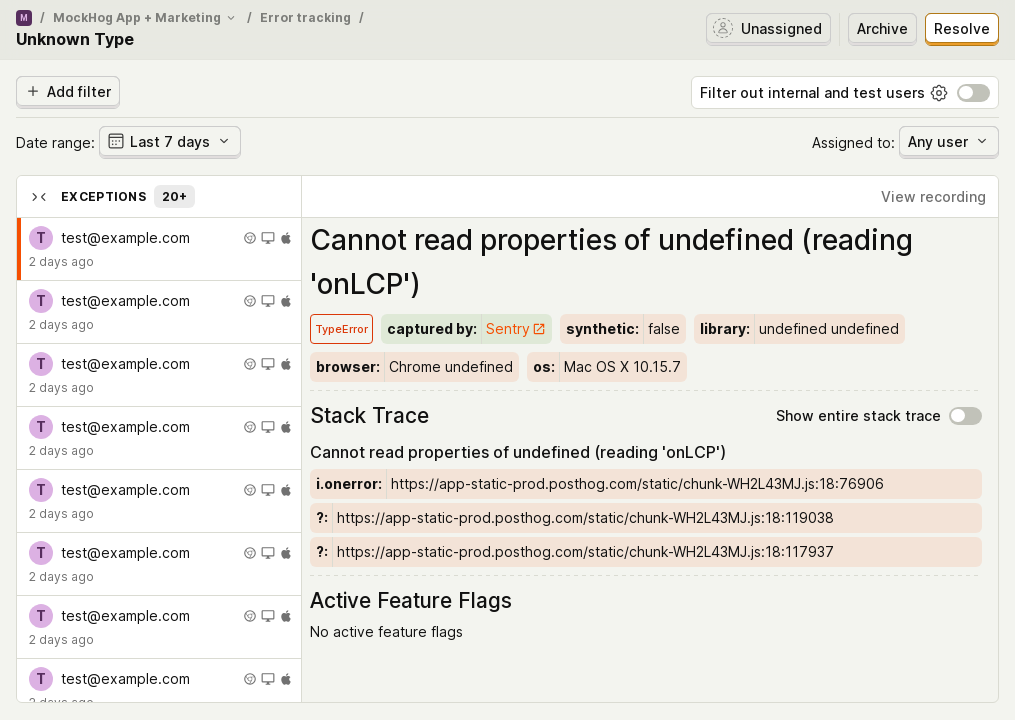 M / MockHog App + Marketing / Error tracking /
Unknown Type
Unassigned
Archive
Resolve
Add filter
Filter out internal and test users
Date range: Last 7 days
Assigned to: Any user
EXCEPTIONS 20+
View recording
T test@example.com
2 days ago
T test@example.com
2 days ago
T test@example.com
2 days ago
T test@example.com
2 days ago
T test@example.com
2 days ago
T test@example.com
2 days ago
T test@example.com
2 days ago
T test@example.com
2 days ago
Cannot read properties of undefined (reading
'onLCP')
TypeError captured by: Sentry synthetic: false library: undefined undefined
browser: Chrome undefined os: Mac OS X 10.15.7
Stack Trace
Show entire stack trace
Cannot read properties of undefined (reading 'onLCP')
i.onerror: https://app-static-prod.posthog.com/static/chunk-WH2L43MJ.js:18:76906
?: https://app-static-prod.posthog.com/static/chunk-WH2L43MJ.js:18:119038
?: https://app-static-prod.posthog.com/static/chunk-WH2L43MJ.js:18:117937
Active Feature Flags
No active feature flags